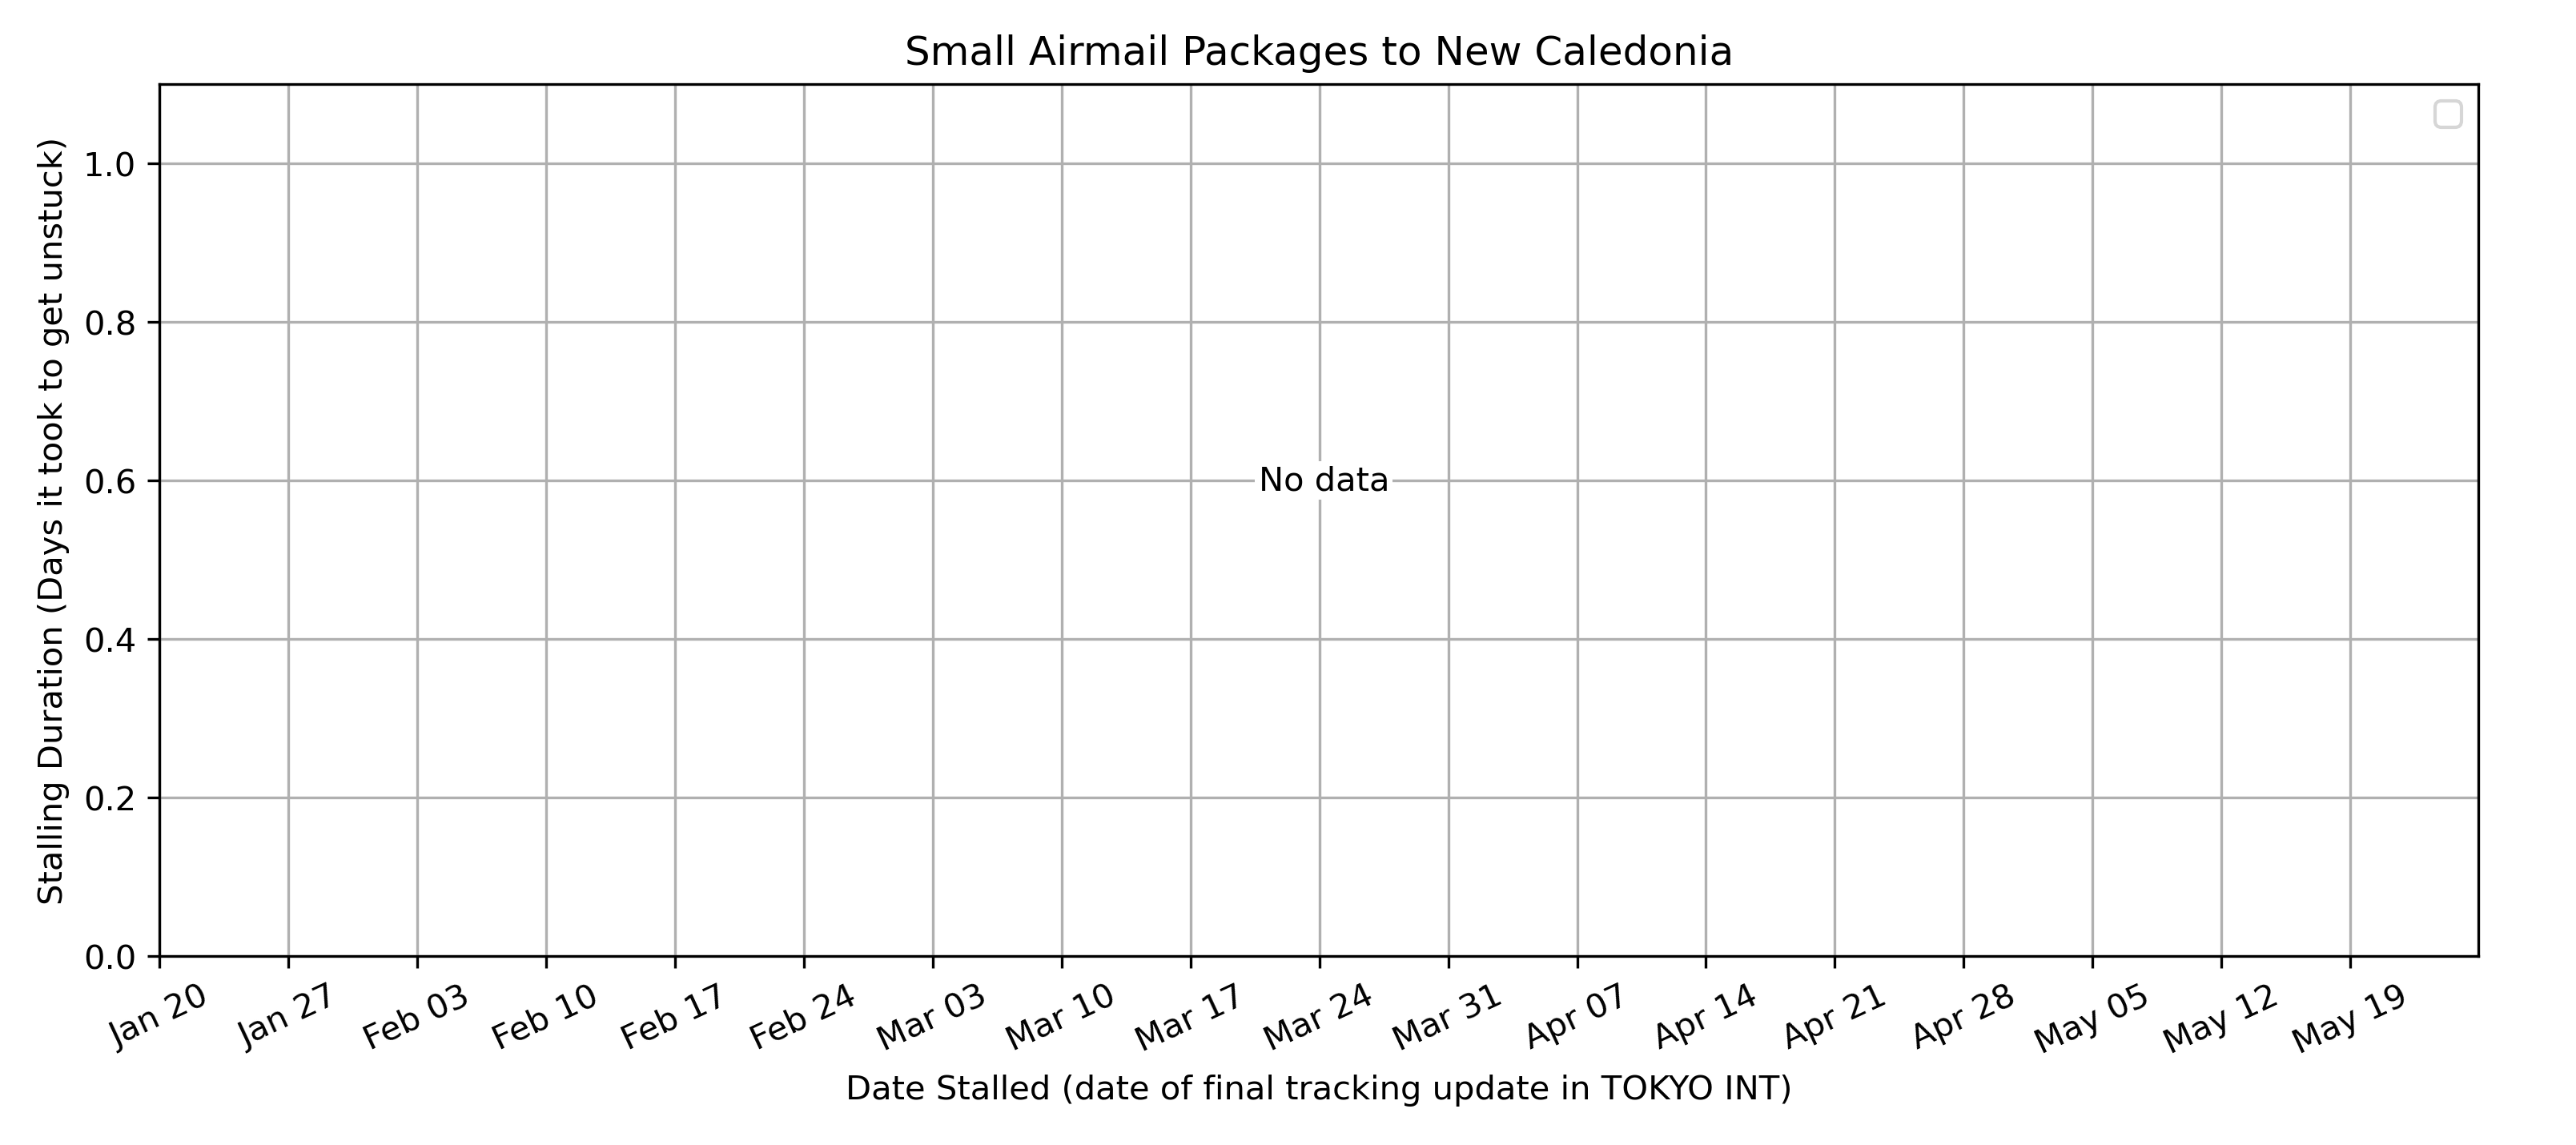 Small Airmail Packages to New Caledonia
Stalling Duration (Days it took to get unstuck)
1.0
0.8
0.6
0.4
0.2
0.0
No data
Jan 20
Jan 27
Feb 03
Feb 10
Feb 17
Feb 24
Mar 03
Mar 10
Mar 17
Mar 24
Mar 31
Apr 07
Apr 14
Apr 21
Apr 28
May 05
May 12
May 19
Date Stalled (date of final tracking update in TOKYO INT)